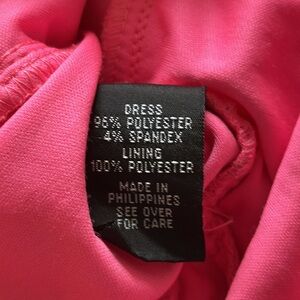 DRESS
96% POLYESTER
4% SPANDEX
LINING
100% POLYESTER
MADE IN
PHILIPPINES
SEE OVER
FOR CARE